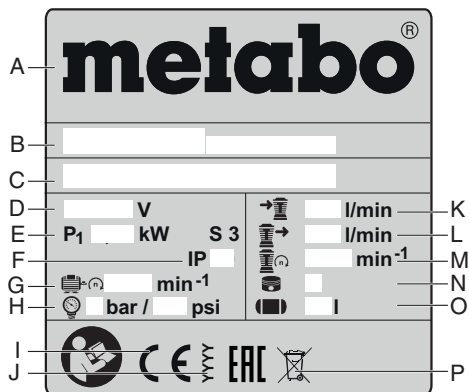 A metabo ®
B
C
D V K l/min
E P1 kW S 3 L l/min
F IP M min-1
G min-1 N
H bar / psi O l
I CE EAC
J YYYY P